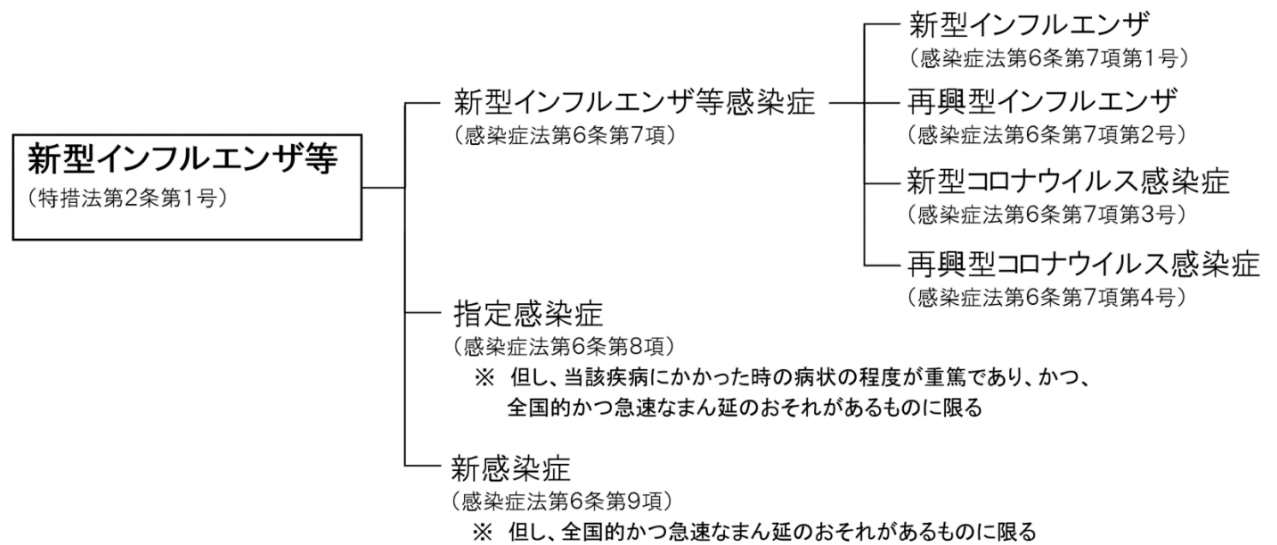 新型インフルエンザ等
（特措法第2条第1号）
新型インフルエンザ等感染症
（感染症法第6条第7項）
新型インフルエンザ
（感染症法第6条第7項第1号）
再興型インフルエンザ
（感染症法第6条第7項第2号）
新型コロナウイルス感染症
（感染症法第6条第7項第3号）
再興型コロナウイルス感染症
（感染症法第6条第7項第4号）
指定感染症
（感染症法第6条第8項）
※ 但し、当該疾病にかかった時の病状の程度が重篤であり、かつ、
全国的かつ急速なまん延のおそれがあるものに限る
新感染症
（感染症法第6条第9項）
※ 但し、全国的かつ急速なまん延のおそれがあるものに限る